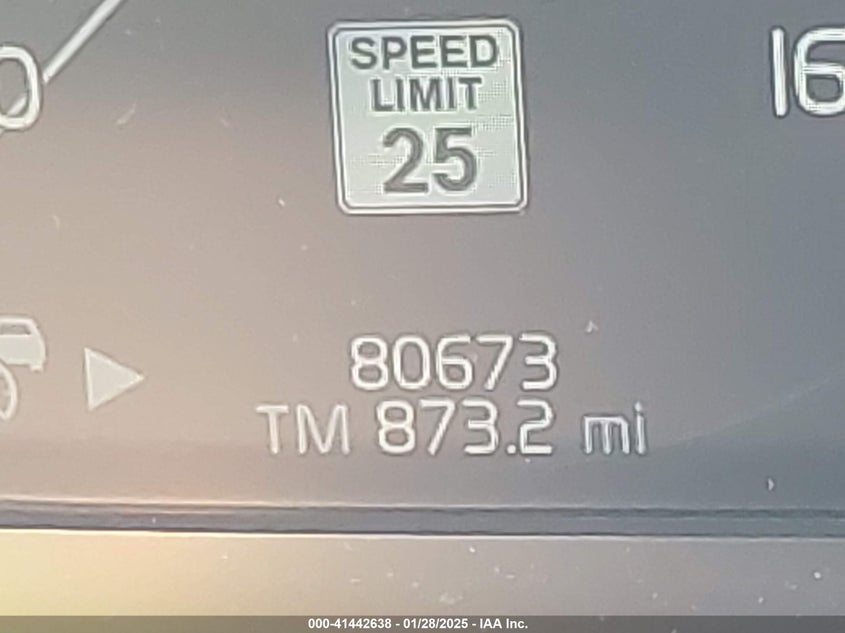 SPEED
LIMIT
25
80673
TM 873.2 mi
000-41442638 - 01/28/2025 - IAA Inc.